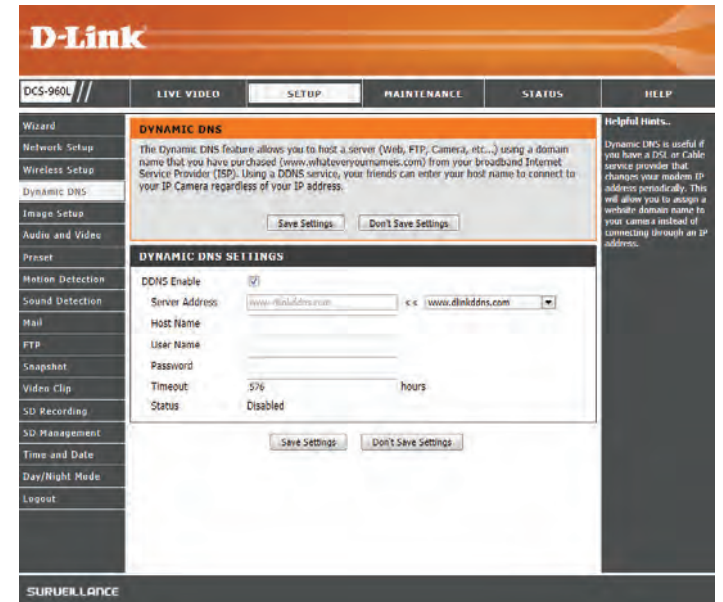 D-Link
DCS-960L
LIVE VIDEO
SETUP
MAINTENANCE
STATUS
HELP
Wizard
Network Setup
Wireless Setup
Dynamic DNS
Image Setup
Audio and Video
Preset
Motion Detection
Sound Detection
Mail
FTP
Snapshot
Video Clip
SD Recording
SD Management
Time and Date
Day/Night Mode
Logout
DYNAMIC DNS
The Dynamic DNS feature allows you to host a server (Web, FTP, Camera, etc...) using a domain
name that you have purchased (www.whateveryournameis.com) from your broadband Internet
Service Provider (ISP). Using a DDNS service, your friends can enter your host name to connect to
your IP Camera regardless of your IP address.
Save Settings
Don't Save Settings
DYNAMIC DNS SETTINGS
DDNS Enable
Server Address
www.dlinkddns.com
<< www.dlinkddns.com
Host Name
User Name
Password
Timeout
576
hours
Status
Disabled
Save Settings
Don't Save Settings
Helpful Hints..
Dynamic DNS is useful if
you have a DSL or Cable
service provider that
changes your modem IP
address periodically. This
will allow you to assign a
website domain name to
your camera instead of
connecting through an IP
address.
SURVEILLANCE